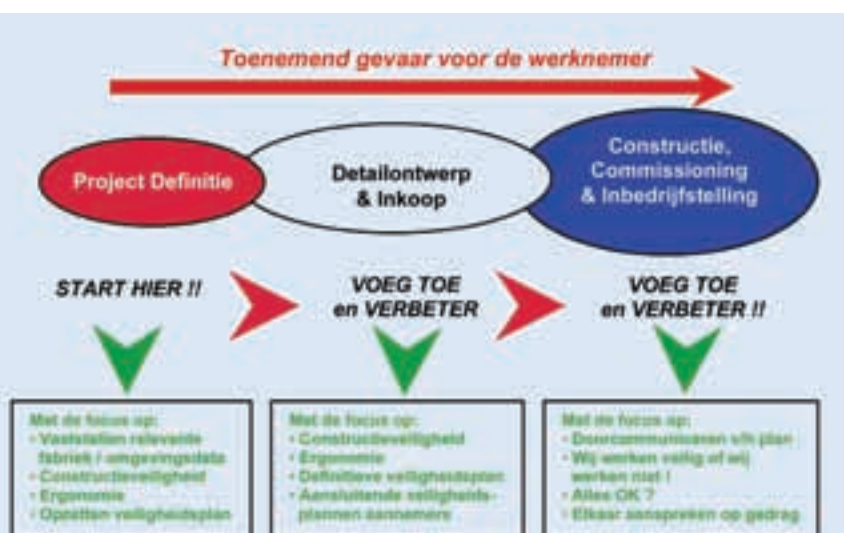 Toenemend gevaar voor de werknemer
Project Definitie
Detailontwerp
& Inkoop
Constructie,
Commissioning
& Inbedrijfstelling
START HIER !!
VOEG TOE
en VERBETER
VOEG TOE
en VERBETER !!
Met de focus op:
- Vaststellen relevante
fabriek / omgevingsdata
- Constructieveiligheid
- Ergonomie
- Opzetten veiligheidsplan
Met de focus op:
- Constructieveiligheid
- Ergonomie
- Definitieve veiligheidsplan
- Aansluitende veiligheids-
plannen aannemers
Met de focus op:
- Doorcommuniceren v/h plan
- Wij werken veilig of wij
werken niet !
- Alles OK ?
- Elkaar aanspreken op gedrag